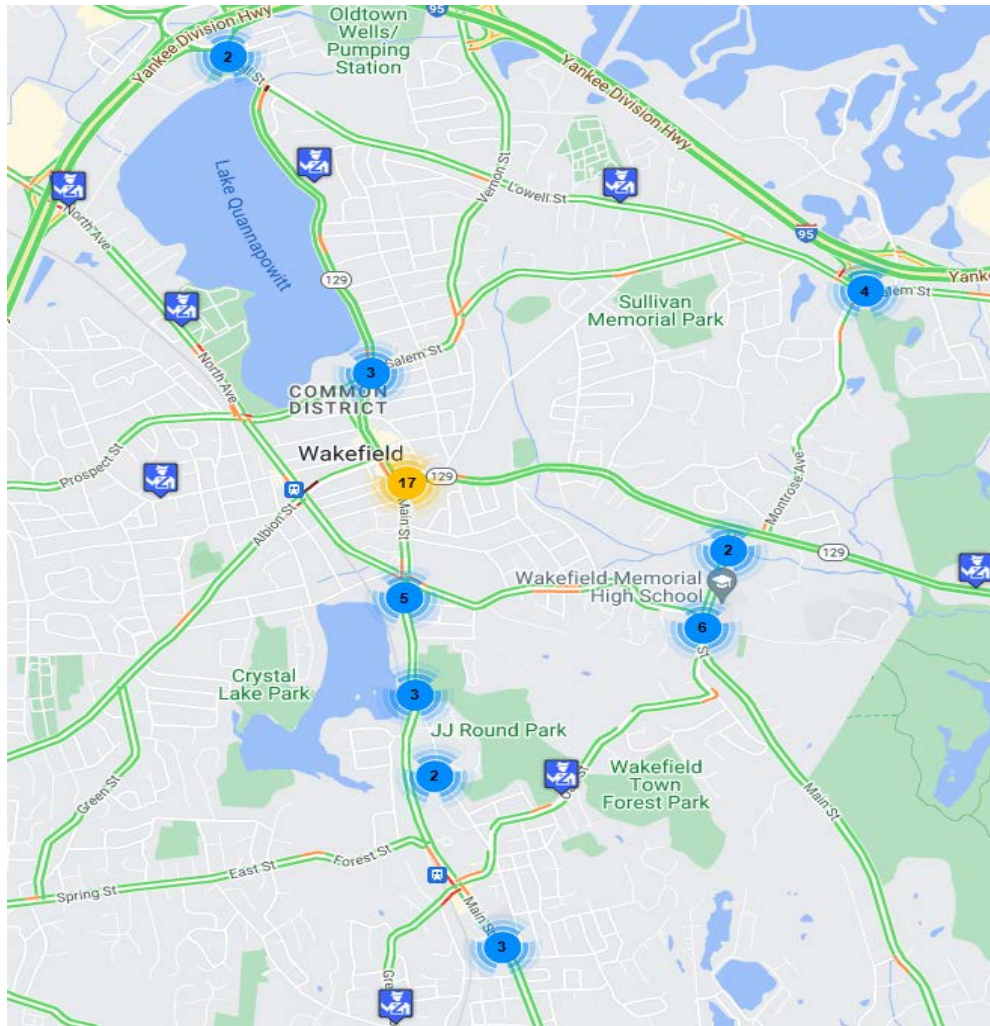 Oldtown
Wells/
Pumping
Station
95
Yankee Division Hwy
2
Yankee Division Hwy
Lake Quannapowitt
Vernon St
Lowell St
North Ave
129
95
Yank
4
alem St
Sullivan
Memorial Park
North Ave
Salem St
3
COMMON
DISTRICT
Prospect St
Wakefield
17
129
Main St
Albion St
Montrose Ave
2
129
Wakefield Memorial
High School
5
6
St
Crystal
Lake Park
3
JJ Round Park
2
Wakefield
Town
Forest Park
Green St
Main St
Forest St
East St
Spring St
Main S
3
Gre